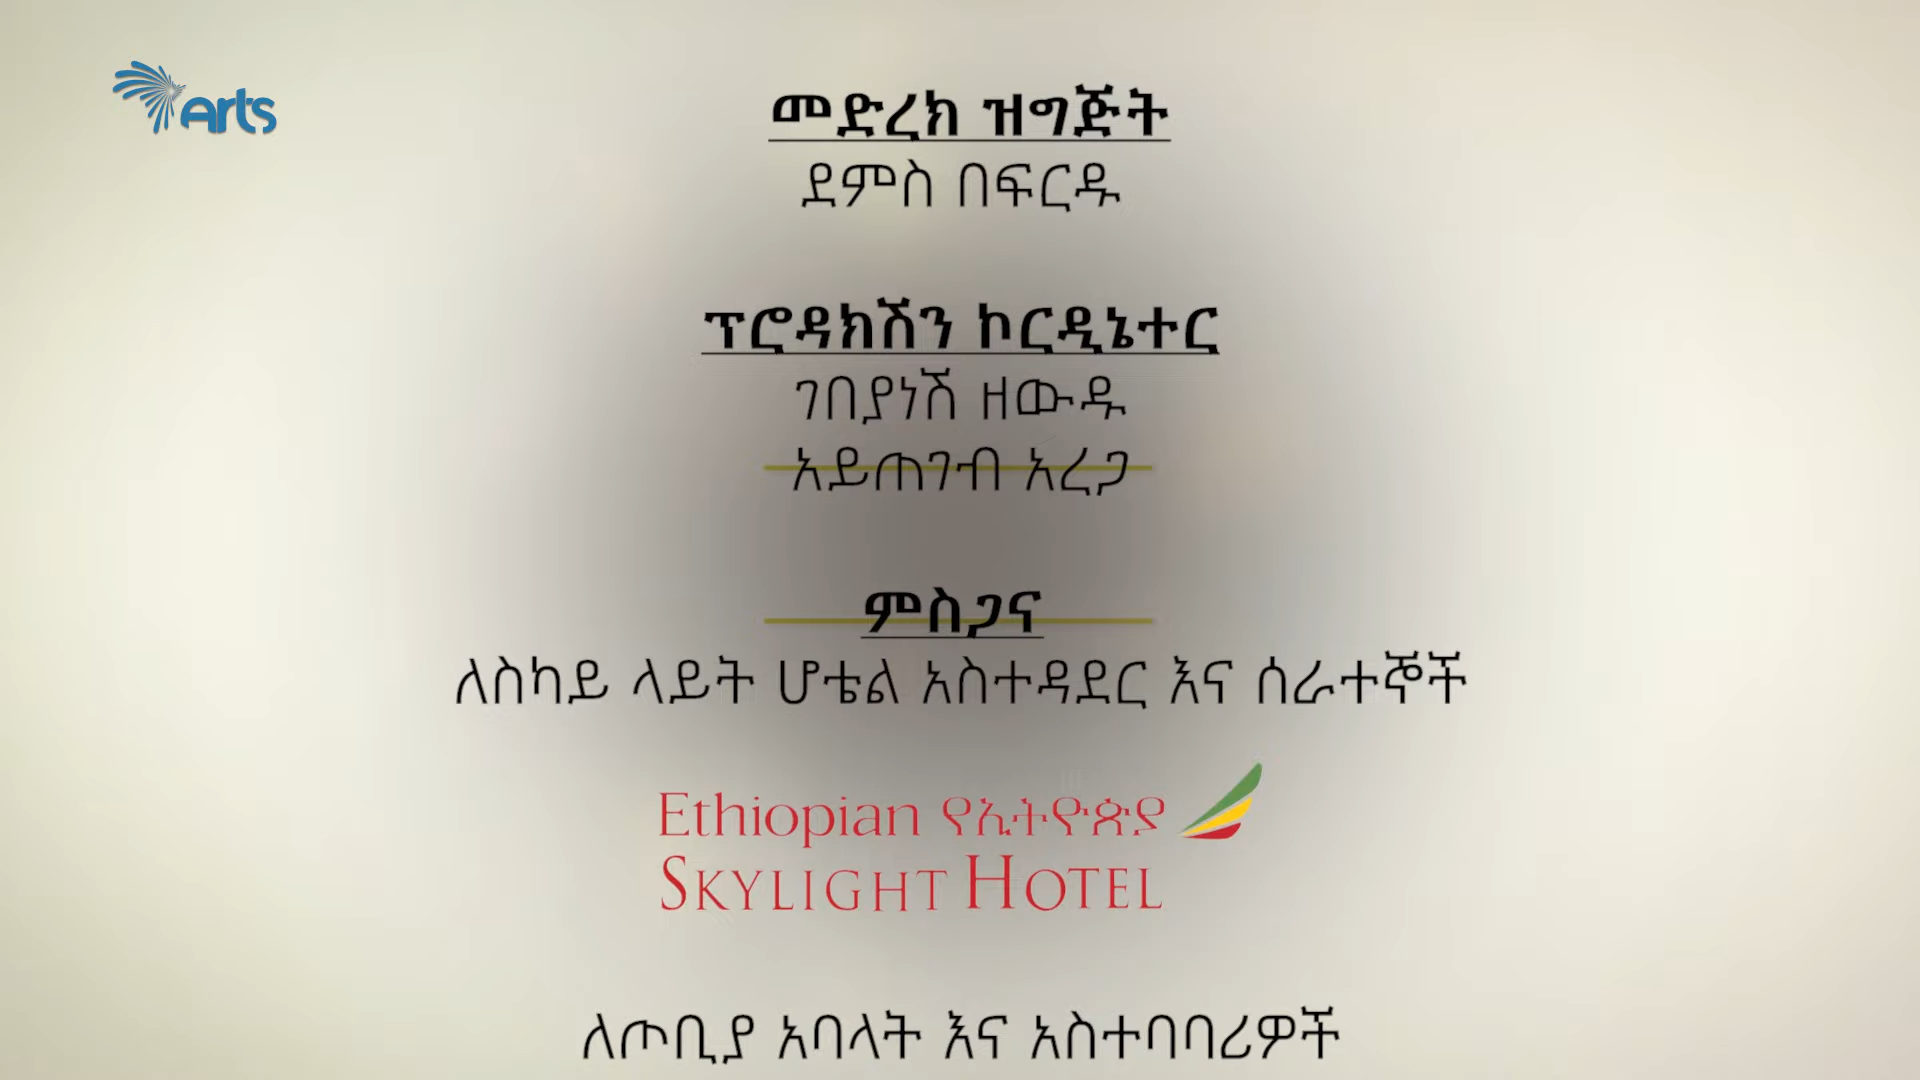 arts
መድረክ ዝግጅት
ደምስ በፍርዱ
ፕሮዳክሽን ኮርዲኔተር
ገበያነሽ ዘውዱ
አይጠገብ አረጋ
ምስጋና
ለስካይ ላይት ሆቴል አስተዳደር እና ሰራተኞች
Ethiopian የኢትዮጵያ
SKYLIGHT HOTEL
ለጦቢያ አባላት እና አስተባባሪዎች